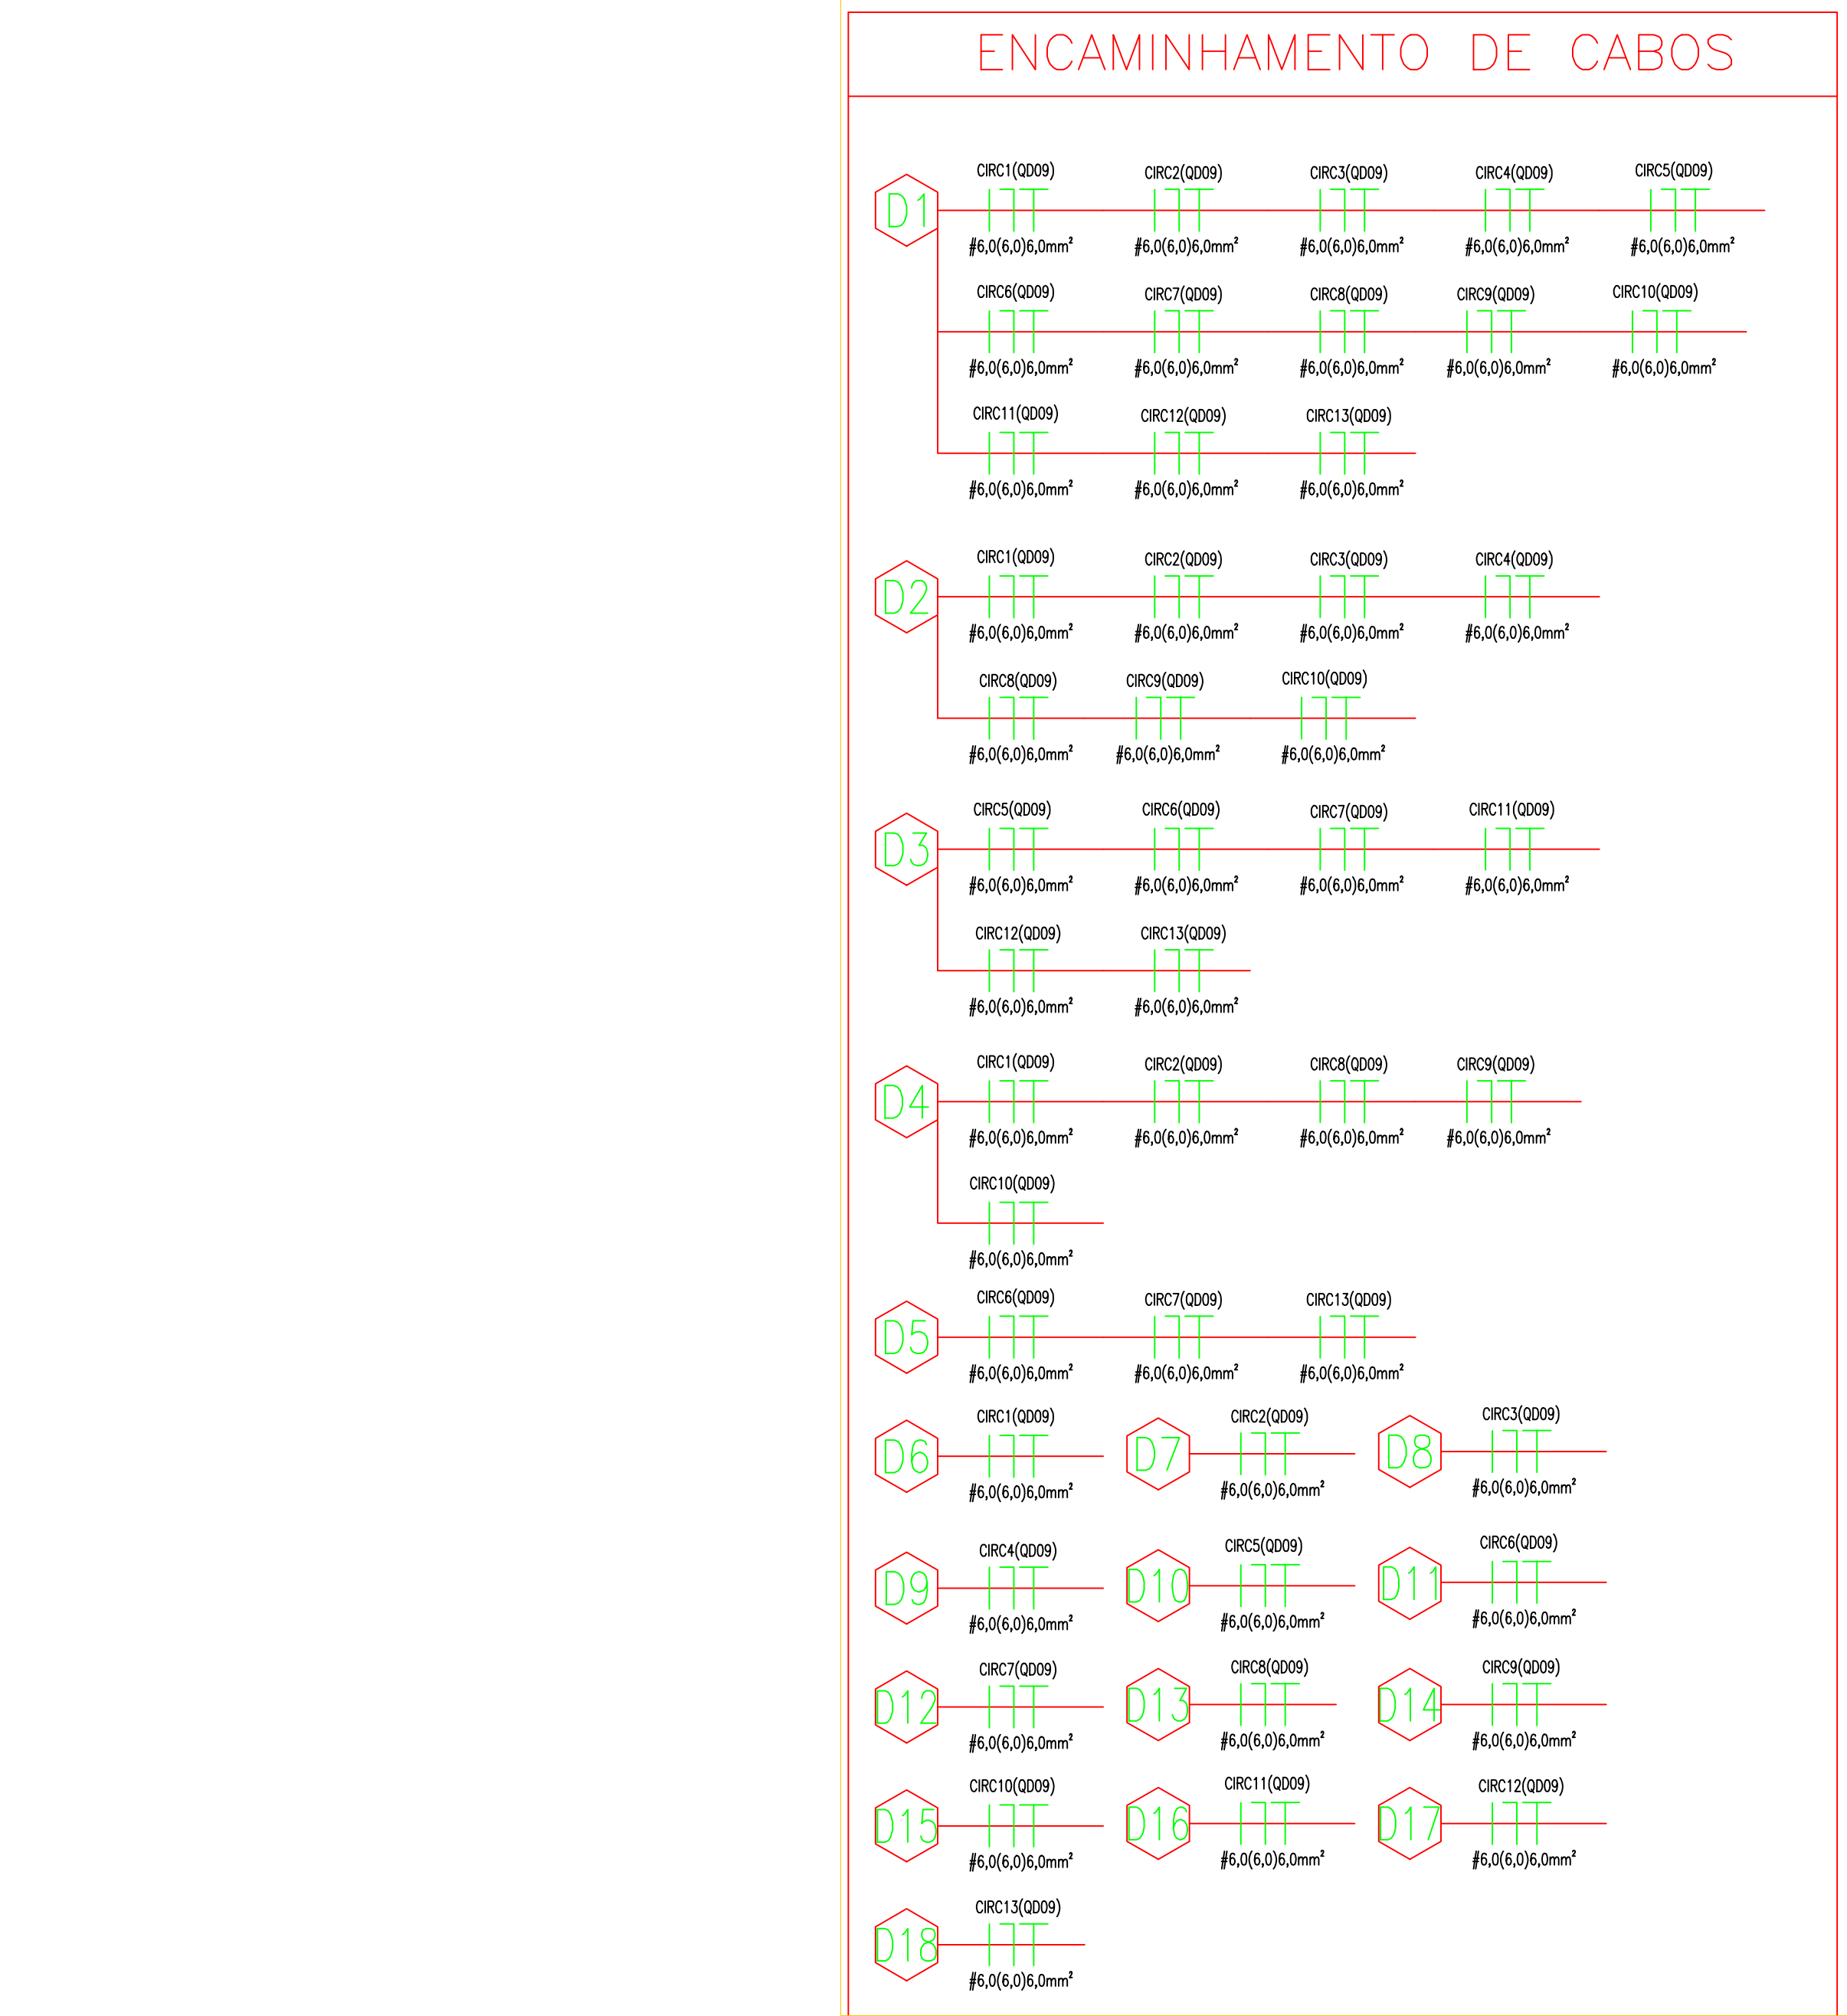 ENCAMINHAMENTO DE CABOS
CIRC1(QD09) CIRC2(QD09) CIRC3(QD09) CIRC4(QD09) CIRC5(QD09)
D1
#6,0(6,0)6,0mm² #6,0(6,0)6,0mm² #6,0(6,0)6,0mm² #6,0(6,0)6,0mm² #6,0(6,0)6,0mm²
CIRC6(QD09) CIRC7(QD09) CIRC8(QD09) CIRC9(QD09) CIRC10(QD09)
#6,0(6,0)6,0mm² #6,0(6,0)6,0mm² #6,0(6,0)6,0mm² #6,0(6,0)6,0mm² #6,0(6,0)6,0mm²
CIRC11(QD09) CIRC12(QD09) CIRC13(QD09)
#6,0(6,0)6,0mm² #6,0(6,0)6,0mm² #6,0(6,0)6,0mm²
CIRC1(QD09) CIRC2(QD09) CIRC3(QD09) CIRC4(QD09)
D2
#6,0(6,0)6,0mm² #6,0(6,0)6,0mm² #6,0(6,0)6,0mm² #6,0(6,0)6,0mm²
CIRC8(QD09) CIRC9(QD09) CIRC10(QD09)
#6,0(6,0)6,0mm² #6,0(6,0)6,0mm² #6,0(6,0)6,0mm²
CIRC5(QD09) CIRC6(QD09) CIRC7(QD09) CIRC11(QD09)
D3
#6,0(6,0)6,0mm² #6,0(6,0)6,0mm² #6,0(6,0)6,0mm² #6,0(6,0)6,0mm²
CIRC12(QD09) CIRC13(QD09)
#6,0(6,0)6,0mm² #6,0(6,0)6,0mm²
CIRC1(QD09) CIRC2(QD09) CIRC8(QD09) CIRC9(QD09)
D4
#6,0(6,0)6,0mm² #6,0(6,0)6,0mm² #6,0(6,0)6,0mm² #6,0(6,0)6,0mm²
CIRC10(QD09)
#6,0(6,0)6,0mm²
CIRC6(QD09) CIRC7(QD09) CIRC13(QD09)
D5
#6,0(6,0)6,0mm² #6,0(6,0)6,0mm² #6,0(6,0)6,0mm²
CIRC1(QD09) CIRC2(QD09) CIRC3(QD09)
D6 D7 D8
#6,0(6,0)6,0mm² #6,0(6,0)6,0mm² #6,0(6,0)6,0mm²
CIRC4(QD09) CIRC5(QD09) CIRC6(QD09)
D9 D10 D11
#6,0(6,0)6,0mm² #6,0(6,0)6,0mm² #6,0(6,0)6,0mm²
CIRC7(QD09) CIRC8(QD09) CIRC9(QD09)
D12 D13 D14
#6,0(6,0)6,0mm² #6,0(6,0)6,0mm² #6,0(6,0)6,0mm²
CIRC10(QD09) CIRC11(QD09) CIRC12(QD09)
D15 D16 D17
#6,0(6,0)6,0mm² #6,0(6,0)6,0mm² #6,0(6,0)6,0mm²
CIRC13(QD09)
D18
#6,0(6,0)6,0mm²